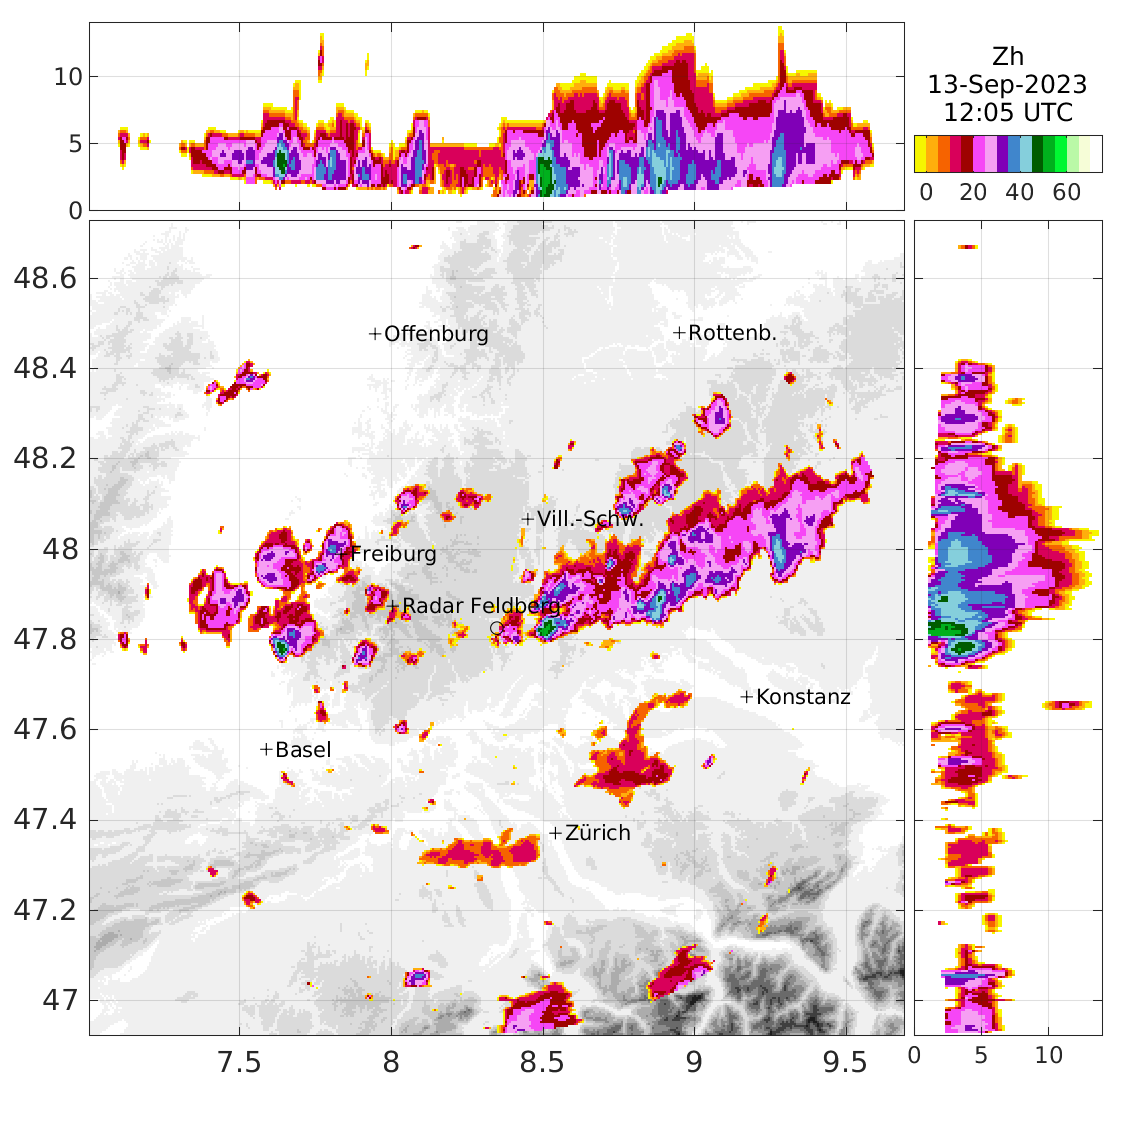 10
5
0
Zh
13-Sep-2023
12:05 UTC
0 20 40 60
48.6
48.4
48.2
48
47.8
47.6
47.4
47.2
47
+Offenburg
+Rottenb.
+Vill.-Schw.
+Freiburg
+Radar Feldberg
+Konstanz
+Basel
+Zürich
7.5 8 8.5 9 9.5
0 5 10